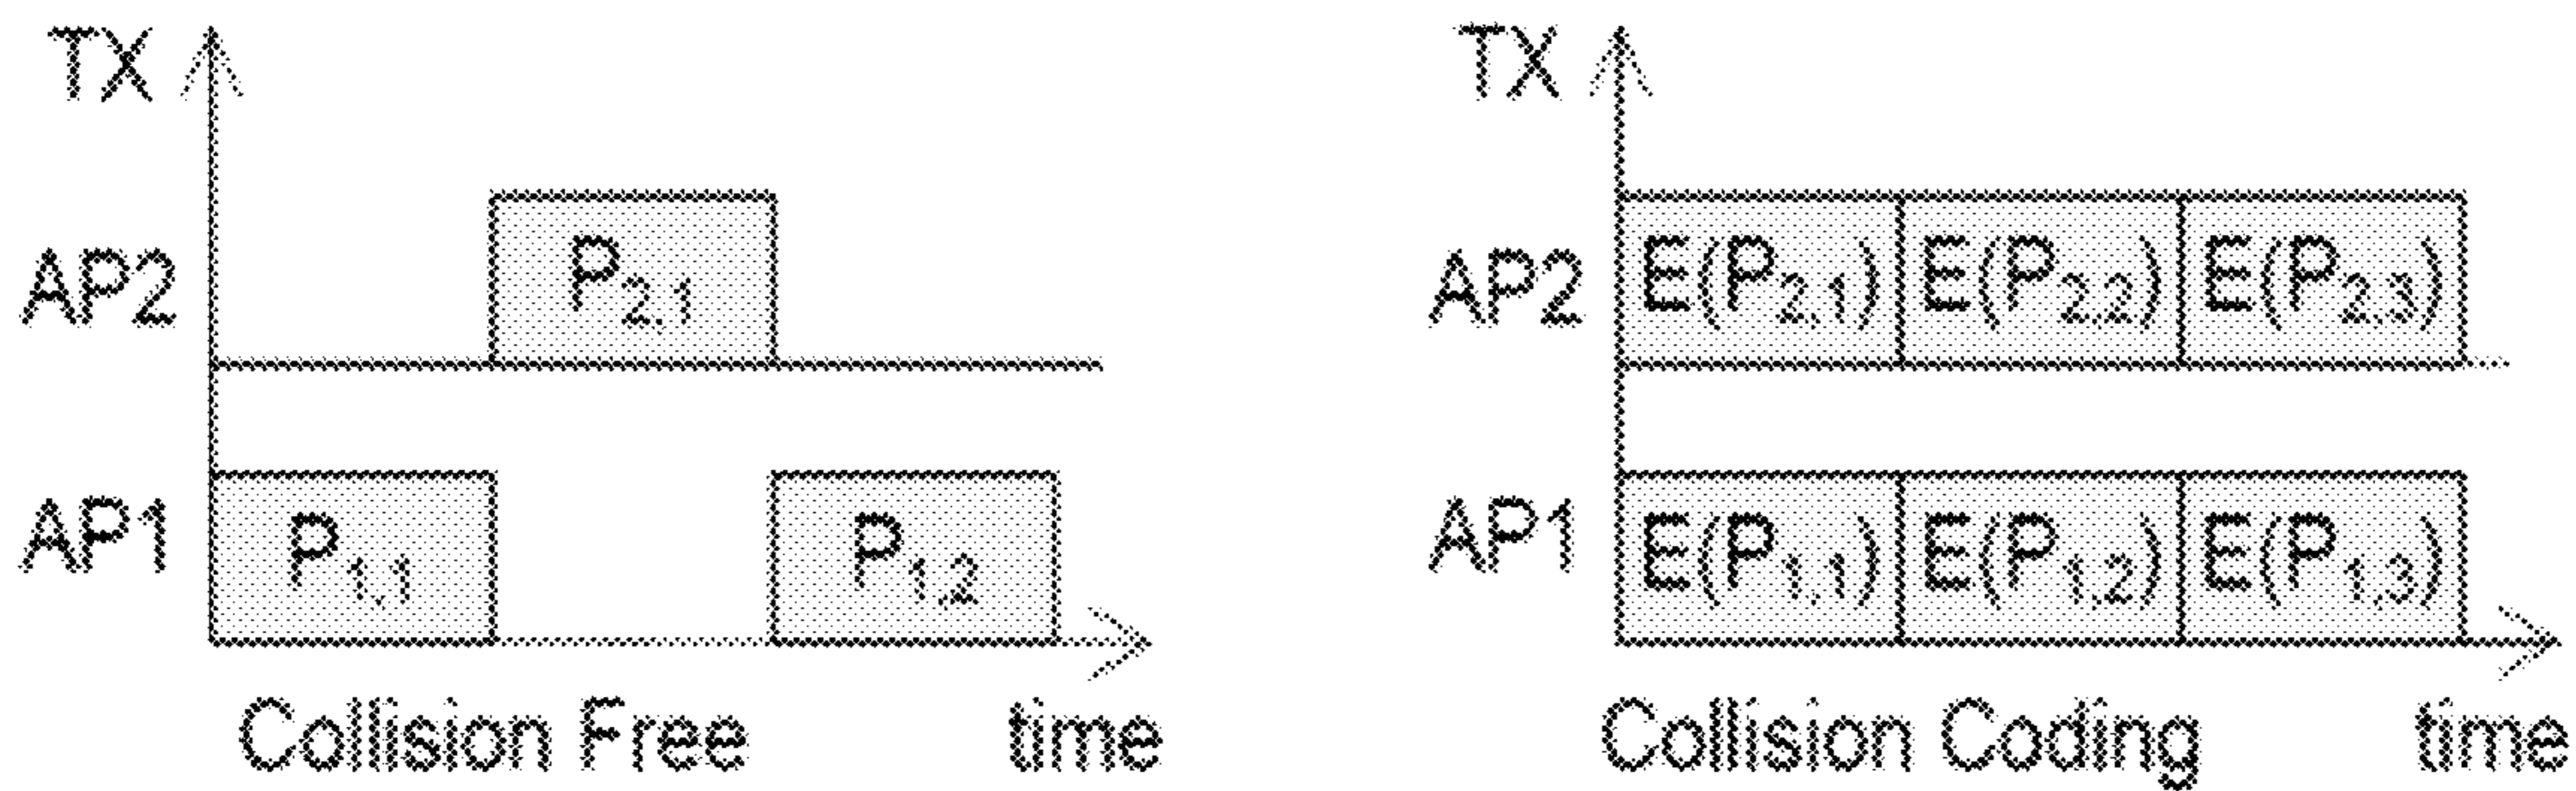 TX
AP2
P2,1
AP1
P1,1
P1,2
Collision Free
time
TX
AP2
E(P2,1)
E(P2,2)
E(P2,3)
AP1
E(P1,1)
E(P1,2)
E(P1,3)
Collision Coding
time